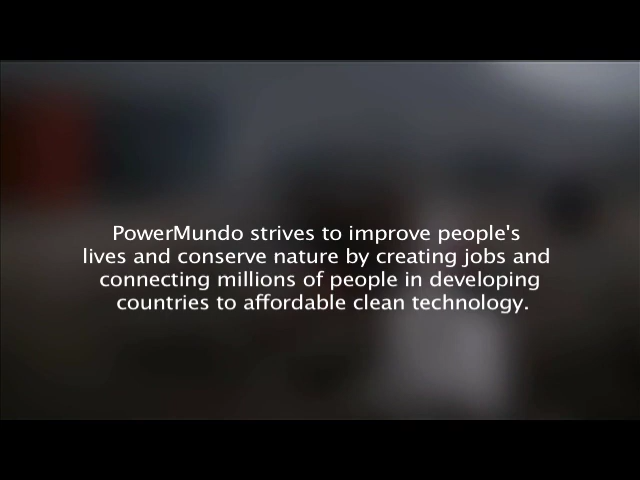 PowerMundo strives to improve people's
lives and conserve nature by creating jobs and
connecting millions of people in developing
countries to affordable clean technology.